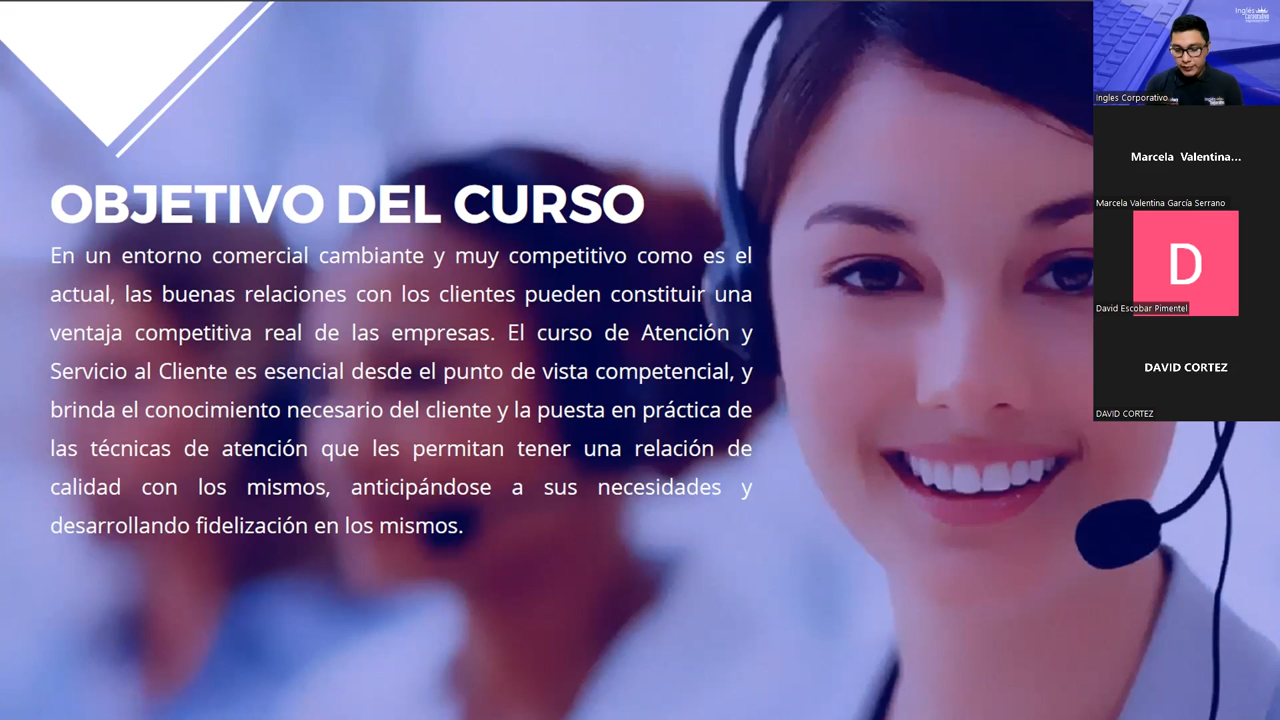 OBJETIVO DEL CURSO
En un entorno comercial cambiante y muy competitivo como es el
actual, las buenas relaciones con los clientes pueden constituir una
ventaja competitiva real de las empresas. El curso de Atención y
Servicio al Cliente es esencial desde el punto de vista competencial, y
brinda el conocimiento necesario del cliente y la puesta en práctica de
las técnicas de atención que les permitan tener una relación de
calidad con los mismos, anticipándose a sus necesidades y
desarrollando fidelización en los mismos.
Inglés
Corporativo
Ingles Corporativo
Marcela Valentina...
Marcela Valentina García Serrano
D
David Escobar Pimentel
DAVID CORTEZ
DAVID CORTEZ